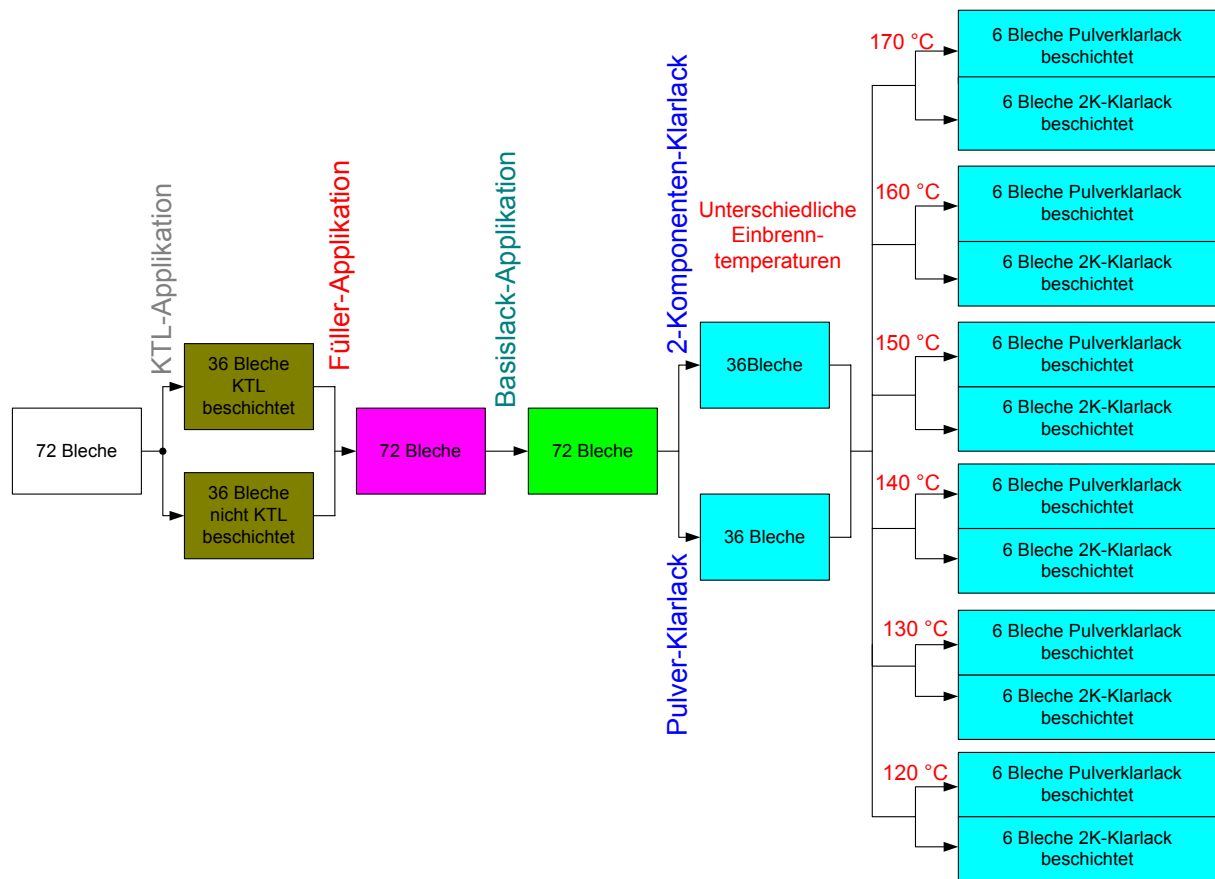 72 Bleche
KTL-Applikation
36 Bleche
KTL
beschichtet
36 Bleche
nicht KTL
beschichtet
Füller-Applikation
72 Bleche
Basislack-Applikation
72 Bleche
2-Komponenten-Klarlack
36Bleche
Pulver-Klarlack
36 Bleche
Unterschiedliche
Einbrenn-
temperaturen
170 °C
6 Bleche Pulverklarlack
beschichtet
6 Bleche 2K-Klarlack
beschichtet
160 °C
6 Bleche Pulverklarlack
beschichtet
6 Bleche 2K-Klarlack
beschichtet
150 °C
6 Bleche Pulverklarlack
beschichtet
6 Bleche 2K-Klarlack
beschichtet
140 °C
6 Bleche Pulverklarlack
beschichtet
6 Bleche 2K-Klarlack
beschichtet
130 °C
6 Bleche Pulverklarlack
beschichtet
6 Bleche 2K-Klarlack
beschichtet
120 °C
6 Bleche Pulverklarlack
beschichtet
6 Bleche 2K-Klarlack
beschichtet